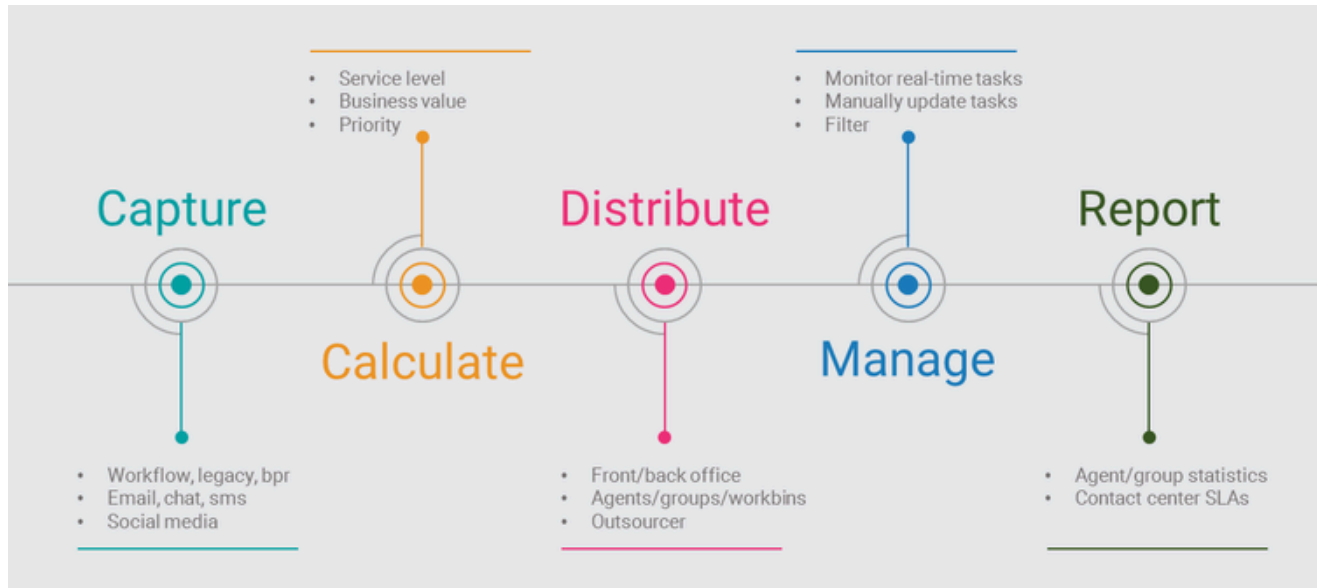 Capture
• Workflow, legacy, bpr
• Email, chat, sms
• Social media
• Service level
• Business value
• Priority
Calculate
Distribute
• Front/back office
• Agents/groups/workbins
• Outsourcer
• Monitor real-time tasks
• Manually update tasks
• Filter
Manage
Report
• Agent/group statistics
• Contact center SLAs